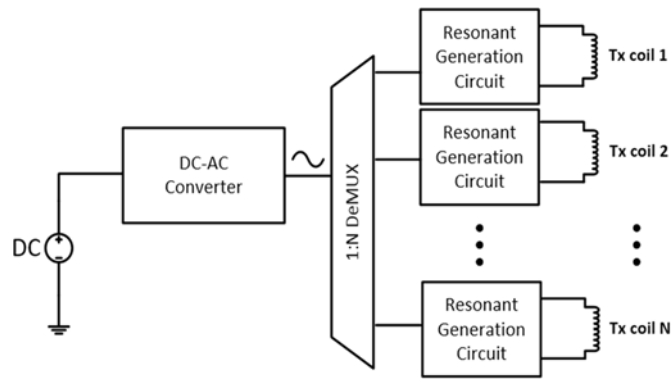 Resonant
Generation
Circuit
Tx coil 1
Resonant
Generation
Circuit
Tx coil 2
DC-AC
Converter
1:N DeMUX
DC
Resonant
Generation
Circuit
Tx coil N